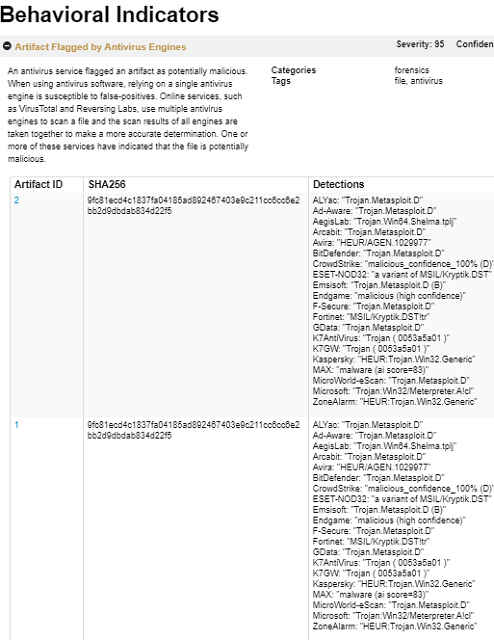 Behavioral Indicators
Artifact Flagged by Antivirus Engines
Severity: 95 Confiden
An antivirus service flagged an artifact as potentially malicious.
When using antivirus software, relying on a single antivirus
engine is susceptible to false-positives. Online services, such
as VirusTotal and Reversing Labs, use multiple antivirus
engines to scan a file and the scan results of all engines are
taken together to make a more accurate determination. One or
more of these services have indicated that the file is potentially
malicious.
Categories forensics
Tags file, antivirus
Artifact ID SHA256 Detections
2
9fc81ecd4c1837fa04185ad892467403e9c211cc6cc6e2
bb2d9dbdab834d22f5
ALYac: "Trojan.Metasploit.D"
Ad-Aware: "Trojan.Metasploit.D"
AegisLab: "Trojan.Win64.Shelma.tplj"
Arcabit: "Trojan.Metasploit.D"
Avira: "HEUR/AGEN.1029977"
BitDefender: "Trojan.Metasploit.D"
CrowdStrike: "malicious_confidence_100% (D)"
ESET-NOD32: "a variant of MSIL/Kryptik.DST"
Emsisoft: "Trojan.Metasploit.D (B)"
Endgame: "malicious (high confidence)"
F-Secure: "Trojan.Metasploit.D"
Fortinet: "MSIL/Kryptik.DST!tr"
GData: "Trojan.Metasploit.D"
K7AntiVirus: "Trojan ( 0053a5a01 )"
K7GW: "Trojan ( 0053a5a01 )"
Kaspersky: "HEUR:Trojan.Win32.Generic"
MAX: "malware (ai score=83)"
MicroWorld-eScan: "Trojan.Metasploit.D"
Microsoft: "Trojan:Win32/Meterpreter.A!cl"
ZoneAlarm: "HEUR:Trojan.Win32.Generic"
1
9fc81ecd4c1837fa04185ad892467403e9c211cc6cc6e2
bb2d9dbdab834d22f5
ALYac: "Trojan.Metasploit.D"
Ad-Aware: "Trojan.Metasploit.D"
AegisLab: "Trojan.Win64.Shelma.tplj"
Arcabit: "Trojan.Metasploit.D"
Avira: "HEUR/AGEN.1029977"
BitDefender: "Trojan.Metasploit.D"
CrowdStrike: "malicious_confidence_100% (D)"
ESET-NOD32: "a variant of MSIL/Kryptik.DST"
Emsisoft: "Trojan.Metasploit.D (B)"
Endgame: "malicious (high confidence)"
F-Secure: "Trojan.Metasploit.D"
Fortinet: "MSIL/Kryptik.DST!tr"
GData: "Trojan.Metasploit.D"
K7AntiVirus: "Trojan ( 0053a5a01 )"
K7GW: "Trojan ( 0053a5a01 )"
Kaspersky: "HEUR:Trojan.Win32.Generic"
MAX: "malware (ai score=83)"
MicroWorld-eScan: "Trojan.Metasploit.D"
Microsoft: "Trojan:Win32/Meterpreter.A!cl"
ZoneAlarm: "HEUR:Trojan.Win32.Generic"